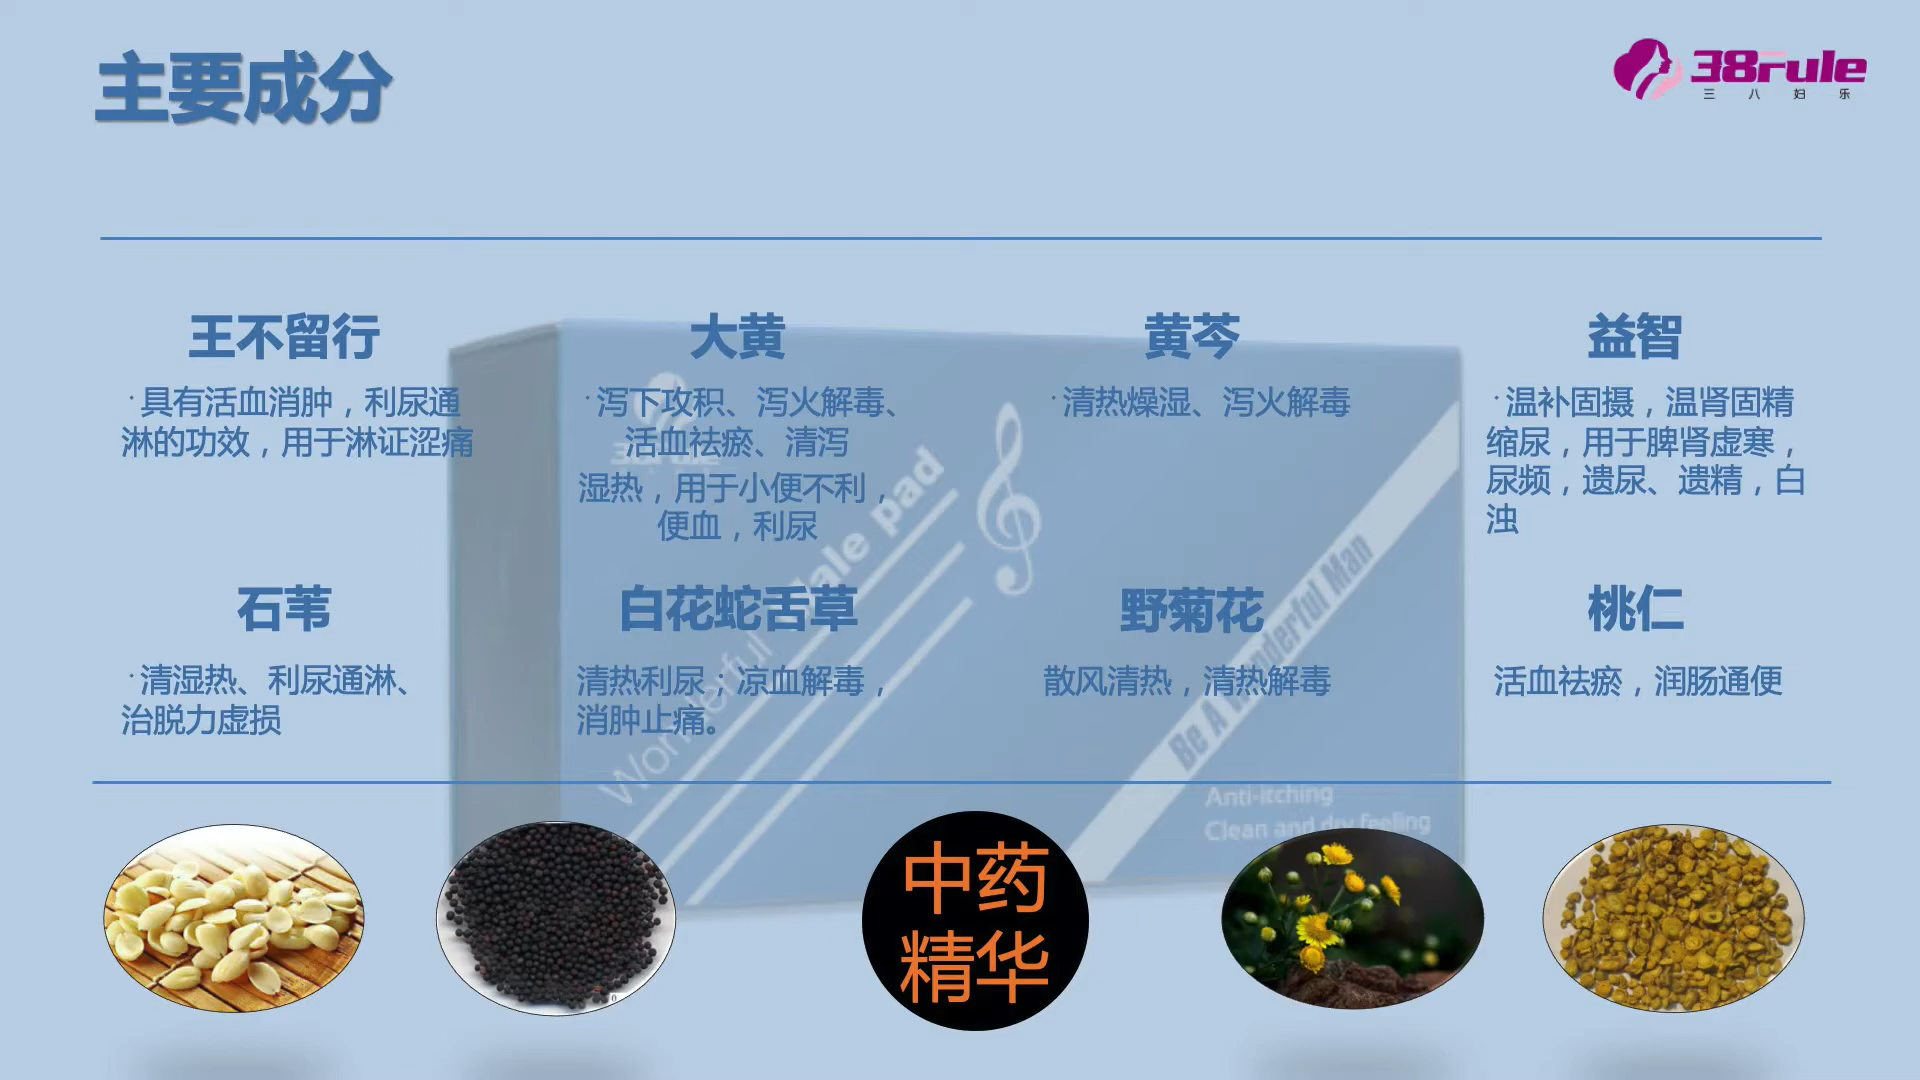 主要成分
38rule
三八妇乐
王不留行
· 具有活血消肿，利尿通
淋的功效，用于淋证涩痛
大黄
· 泻下攻积、泻火解毒、
活血祛瘀、清泻
湿热，用于小便不利，
便血，利尿
黄芩
· 清热燥湿、泻火解毒
益智
· 温补固摄，温肾固精
缩尿，用于脾肾虚寒，
尿频，遗尿、遗精，白
浊
石苇
· 清湿热、利尿通淋、
治脱力虚损
白花蛇舌草
清热利尿；凉血解毒，
消肿止痛。
野菊花
散风清热，清热解毒
桃仁
活血祛瘀，润肠通便
Wonderful Male pad
Be A Wonderful Man
Anti-itching
Clean and dry feeling
中药
精华